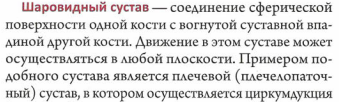 Шаровидный сустав — соединение сферической
поверхности одной кости с вогнутой суставной впа-
диной другой кости. Движение в этом суставе может
осуществляться в любой плоскости. Примером по-
добного сустава является плечевой (плечелопаточ-
ный) сустав, в котором осуществляется циркумдукция